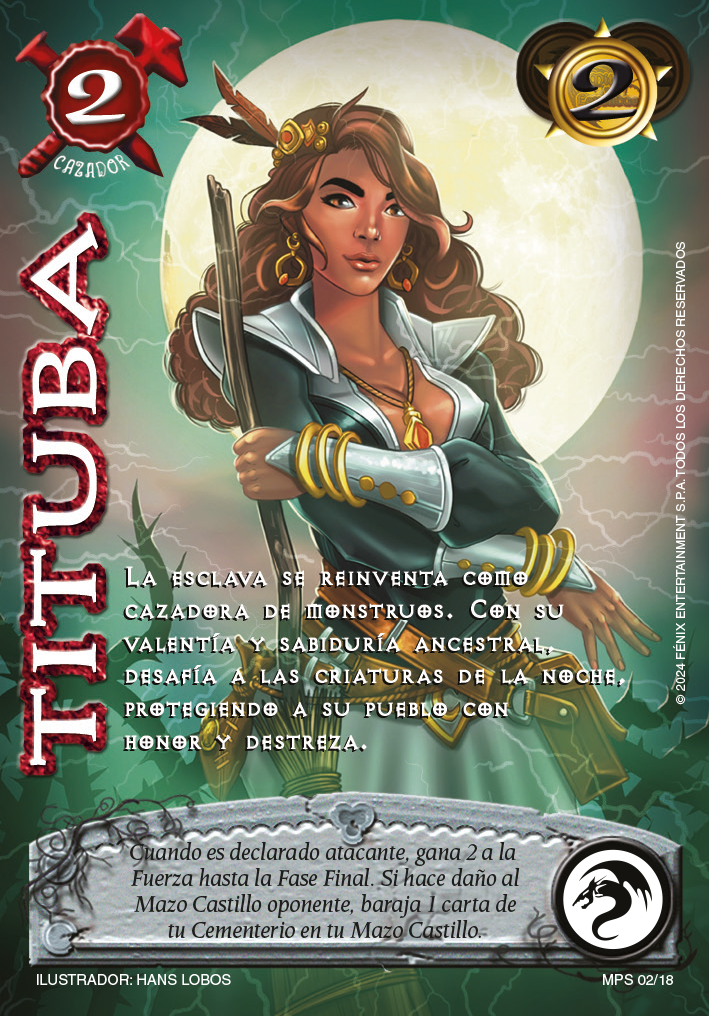 2
CAZADOR
2
TITUBA
La esclava se reinventa como
cazadora de monstruos. Con su
valentía y sabiduría ancestral,
desafía a las criaturas de la noche,
protegiendo a su pueblo con
honor y destreza.
© 2024 FÉNIX ENTERTAINMENT S.P.A. TODOS LOS DERECHOS RESERVADOS
Cuando es declarado atacante, gana 2 a la
Fuerza hasta la Fase Final. Si hace daño al
Mazo Castillo oponente, baraja 1 carta de
tu Cementerio en tu Mazo Castillo.
ILUSTRADOR: HANS LOBOS
MPS 02/18